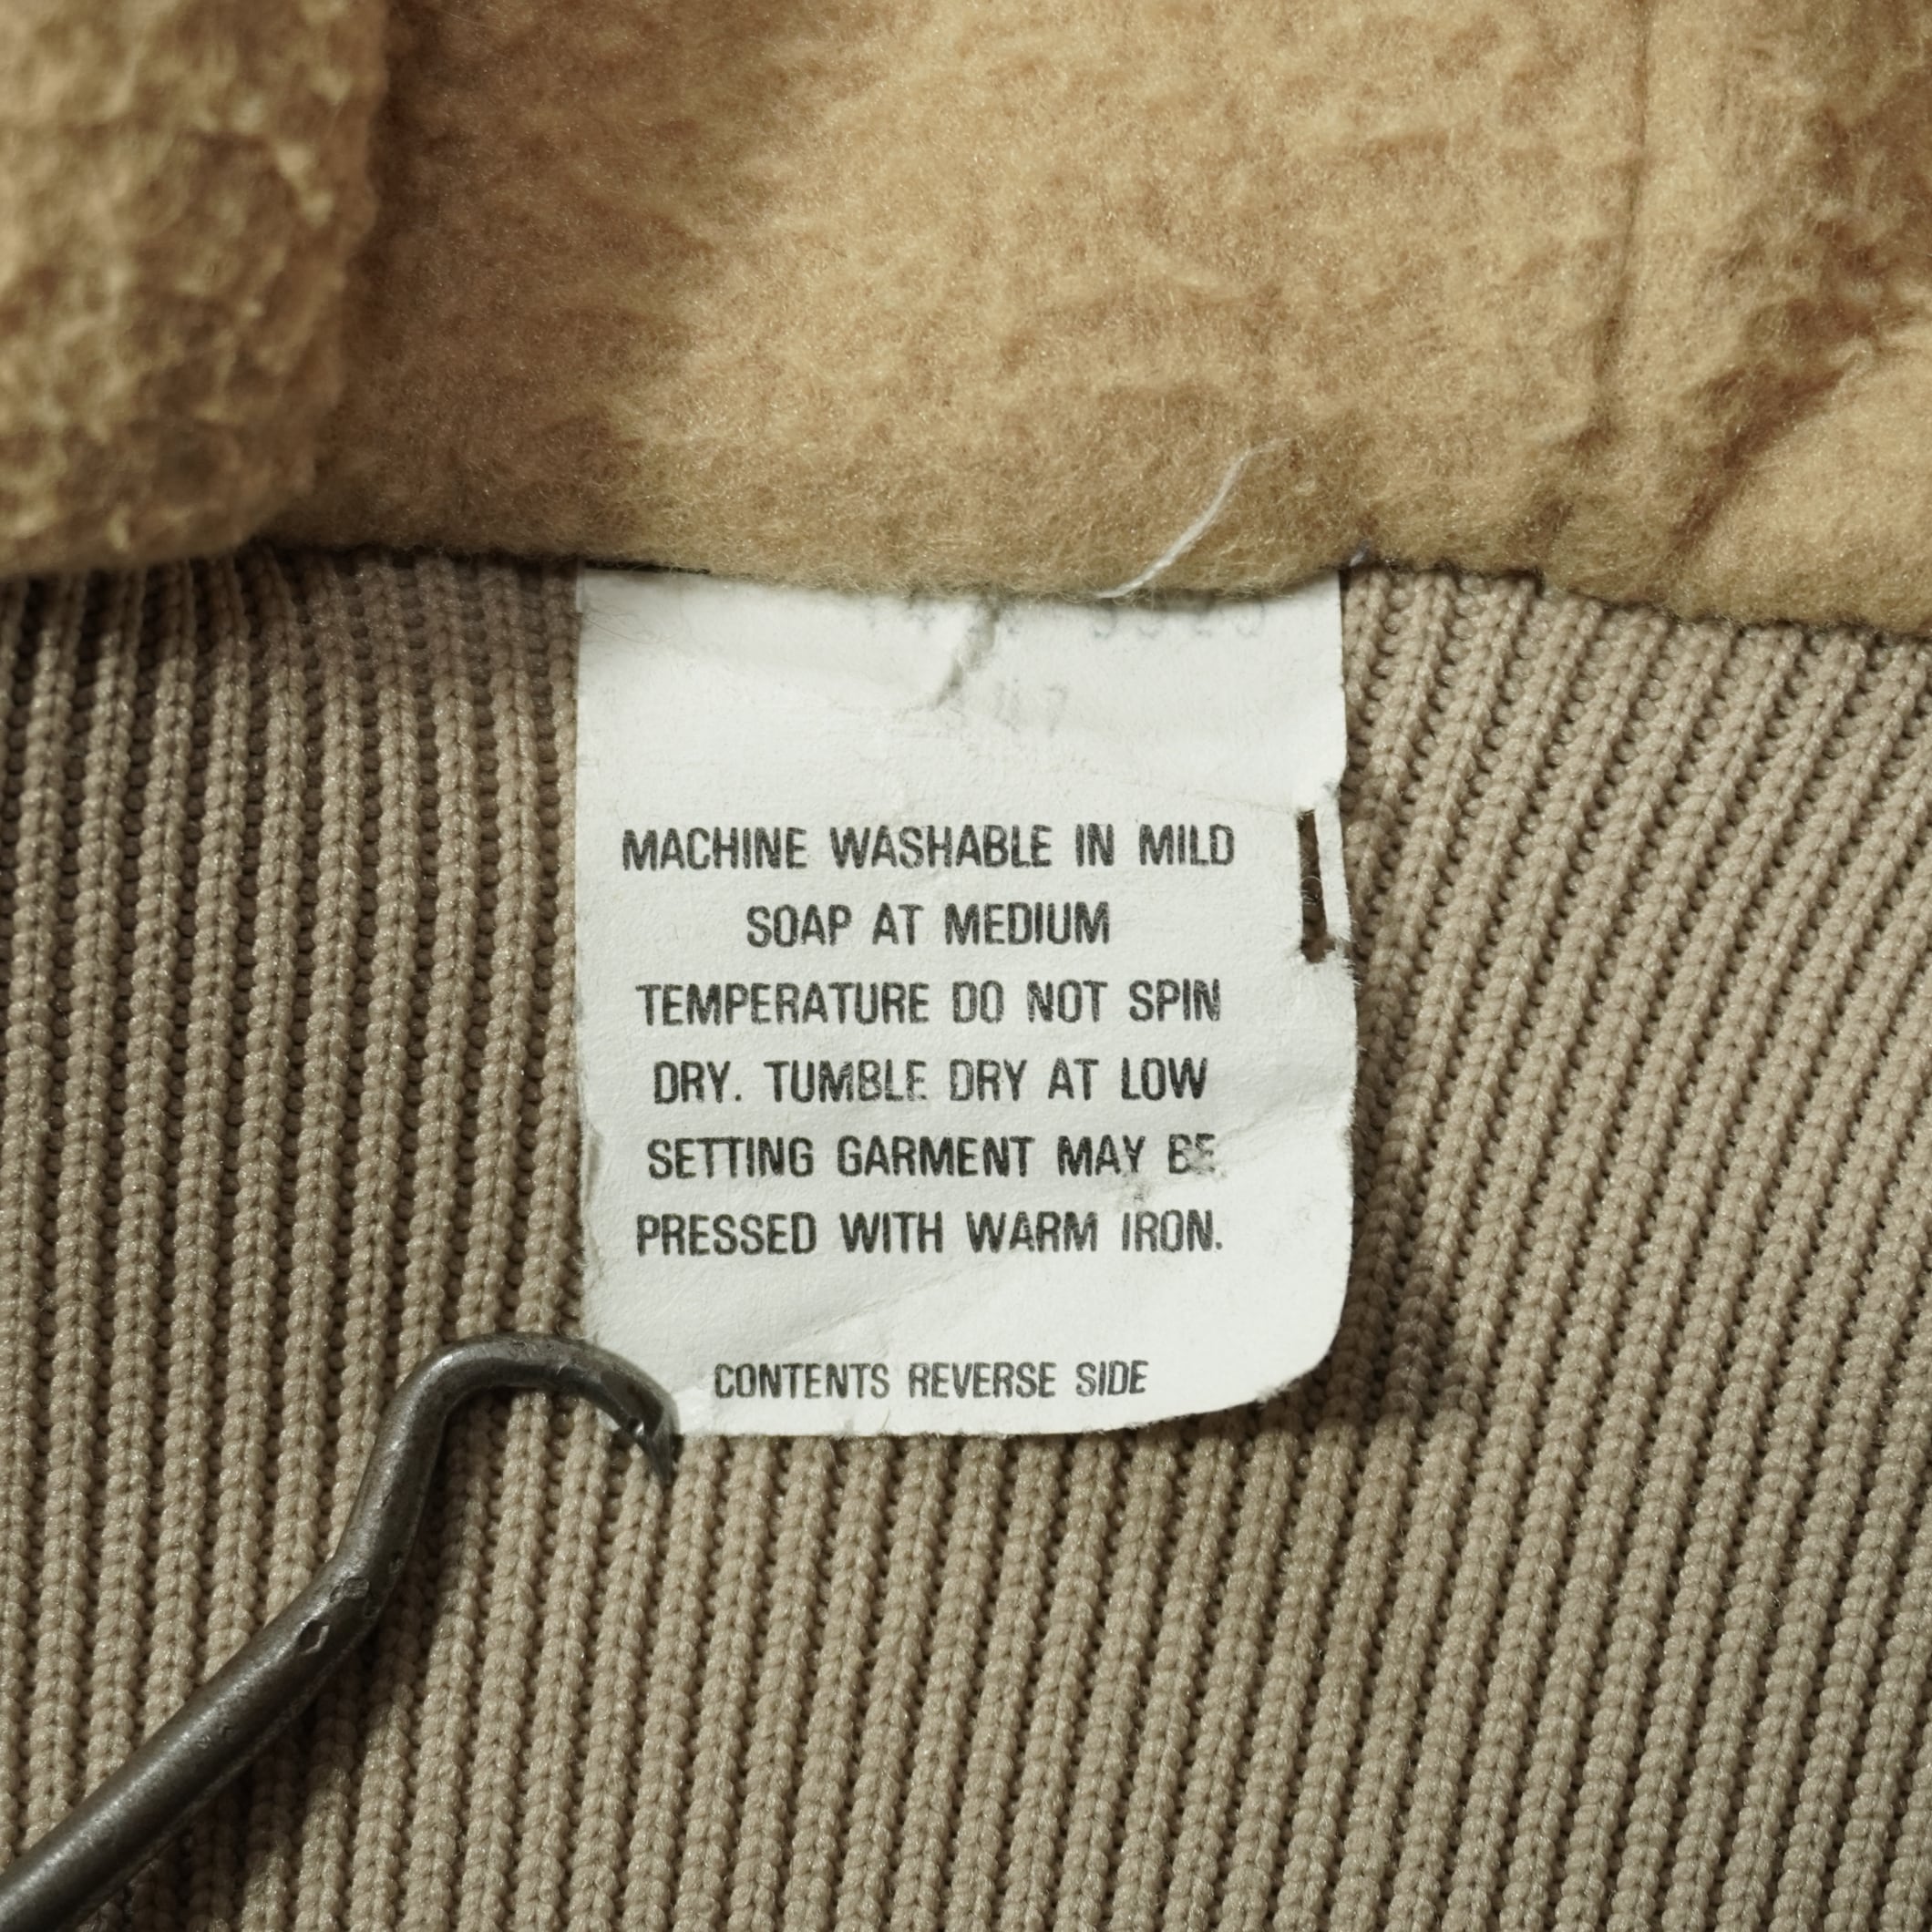 47
MACHINE WASHABLE IN MILD
SOAP AT MEDIUM
TEMPERATURE DO NOT SPIN
DRY. TUMBLE DRY AT LOW
SETTING GARMENT MAY BE
PRESSED WITH WARM IRON.
CONTENTS REVERSE SIDE